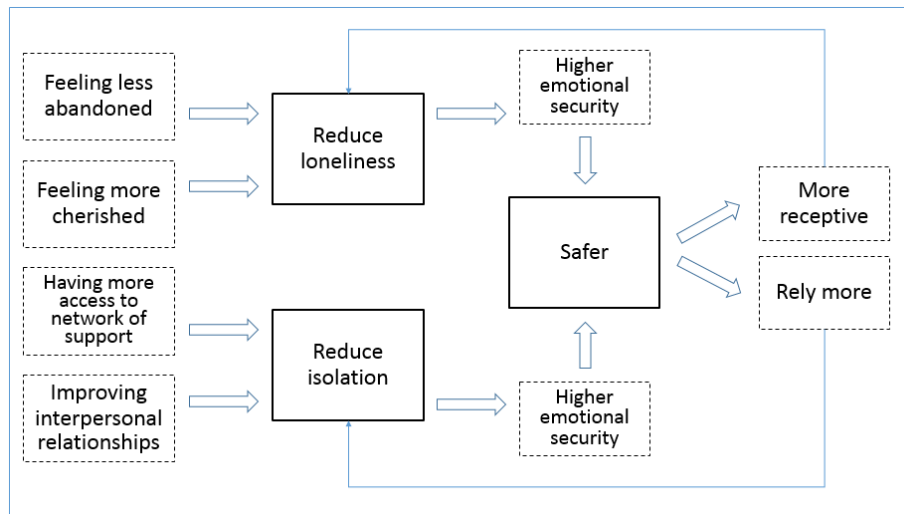 Feeling less
abandoned
Feeling more
cherished
Having more
access to
network of
support
Improving
interpersonal
relationships
Reduce
loneliness
Reduce
isolation
Higher
emotional
security
Safer
Higher
emotional
security
More
receptive
Rely more